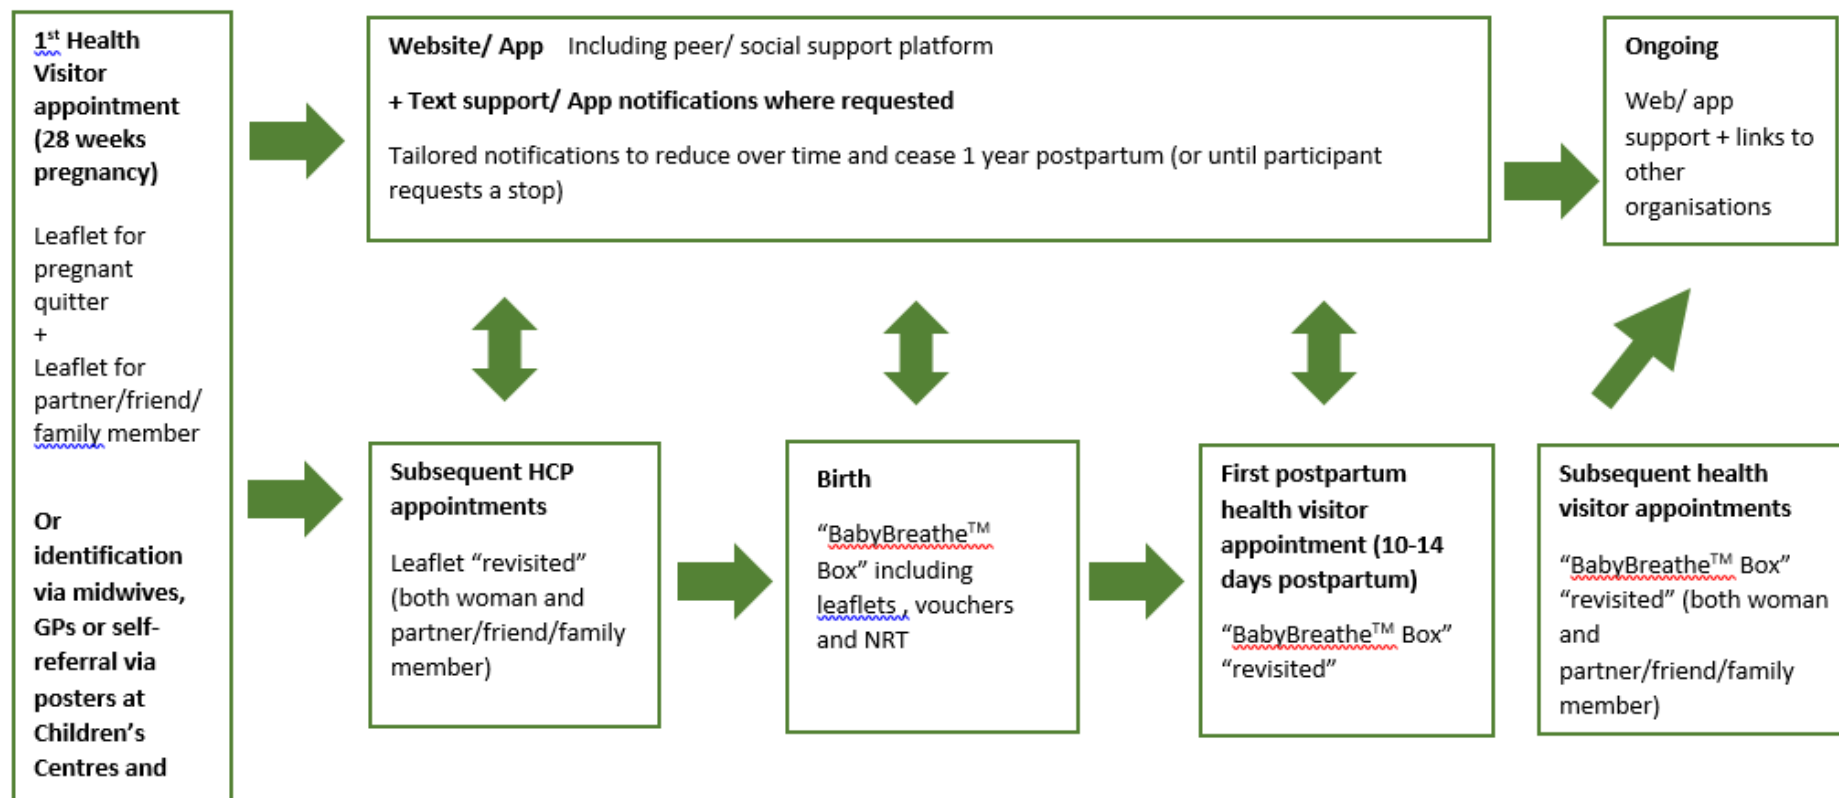 1st Health
Visitor
appointment
(28 weeks
pregnancy)
Leaflet for
pregnant
quitter
+
Leaflet for
partner/friend/
family member
Or
identification
via midwives,
GPs or self-
referral via
posters at
Children’s
Centres and
Website/ App Including peer/ social support platform
+ Text support/ App notifications where requested
Tailored notifications to reduce over time and cease 1 year postpartum (or until participant
requests a stop)
Ongoing
Web/ app
support + links to
other
organisations
Subsequent HCP
appointments
Leaflet “revisited”
(both woman and
partner/friend/family
member)
Birth
“BabyBreathe™
Box” including
leaflets , vouchers
and NRT
First postpartum
health visitor
appointment (10-14
days postpartum)
“BabyBreathe™ Box”
“revisited”
Subsequent health
visitor appointments
“BabyBreathe™ Box”
“revisited” (both woman
and
partner/friend/family
member)